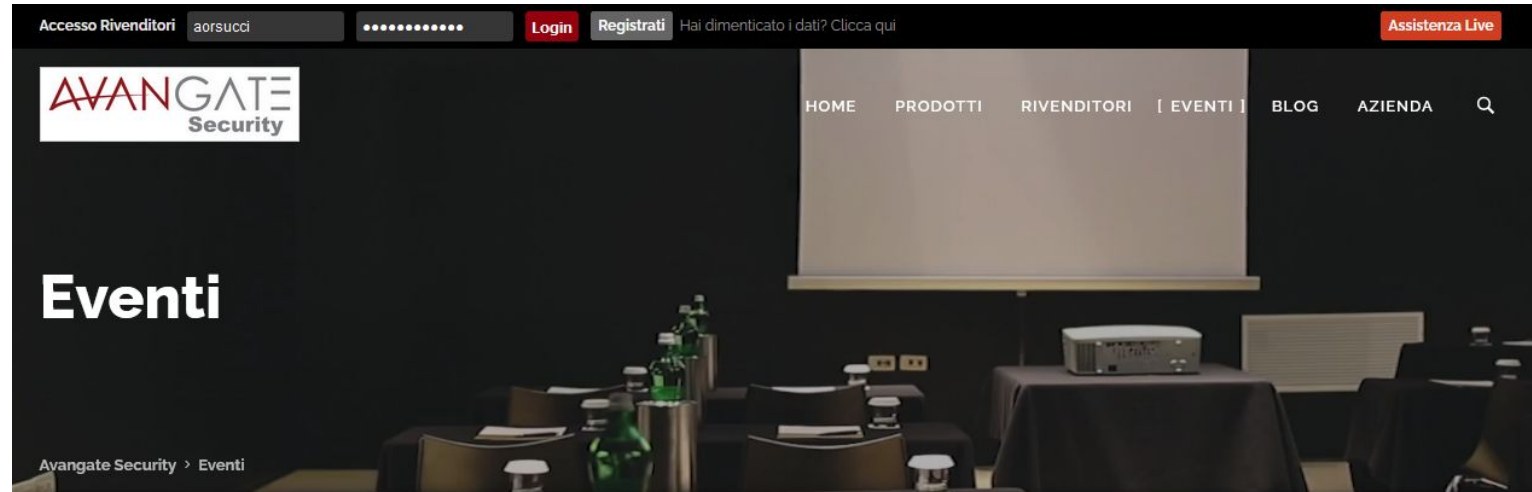 Accesso Rivenditori aorsucci •••••••••••• Login Registrati Hai dimenticato i dati? Clicca qui Assistenza Live
AVANGATE
Security
HOME PRODOTTI RIVENDITORI [ EVENTI ] BLOG AZIENDA
Eventi
Avangate Security > Eventi